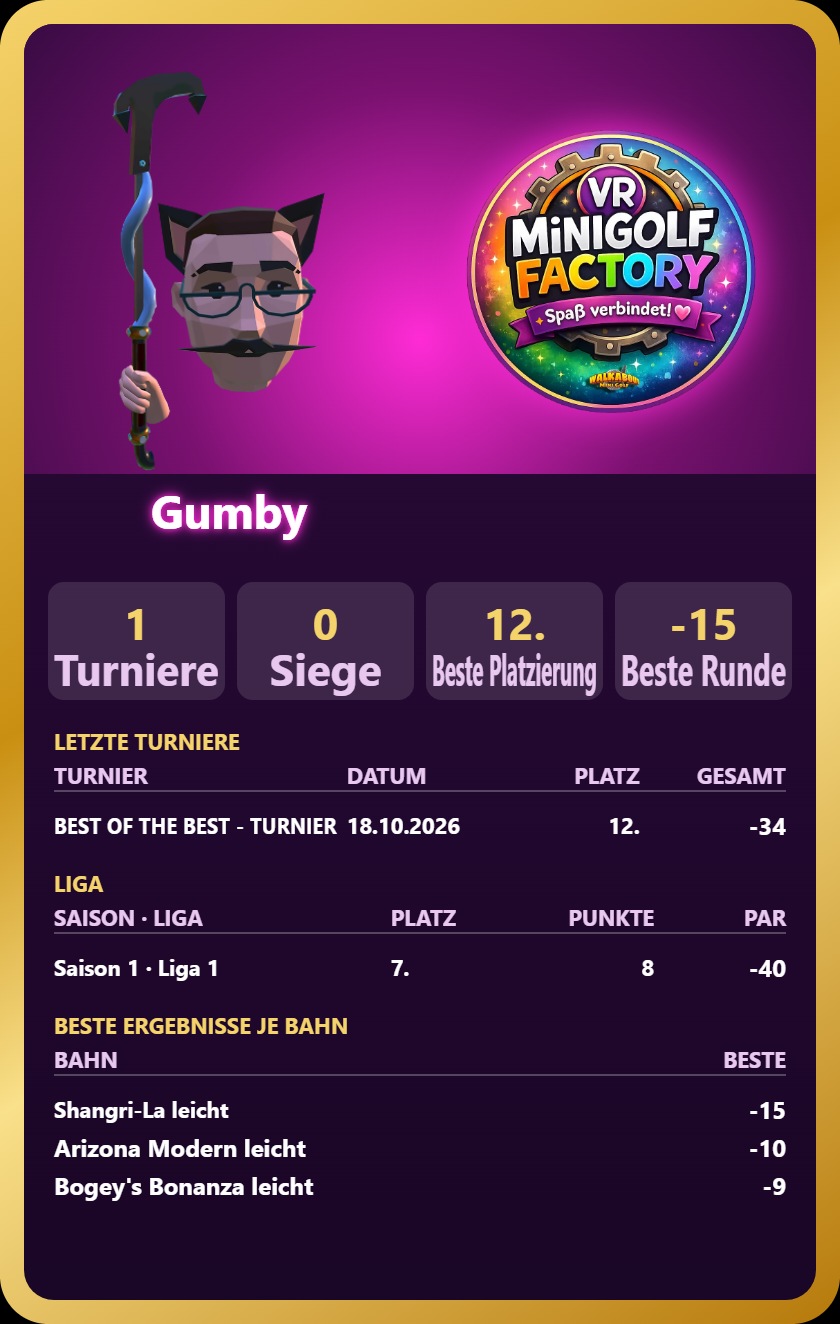 VR
MiNIGOLF
FACTORY
Spaß verbindet!
WALKABOUT
MINI GOLF
Gumby
1 0 12. -15
Turniere Siege Beste Platzierung Beste Runde
LETZTE TURNIERE
TURNIER DATUM PLATZ GESAMT
BEST OF THE BEST - TURNIER 18.10.2026 12. -34
LIGA
SAISON · LIGA PLATZ PUNKTE PAR
Saison 1 · Liga 1 7. 8 -40
BESTE ERGEBNISSE JE BAHN
BAHN BESTE
Shangri-La leicht -15
Arizona Modern leicht -10
Bogey's Bonanza leicht -9